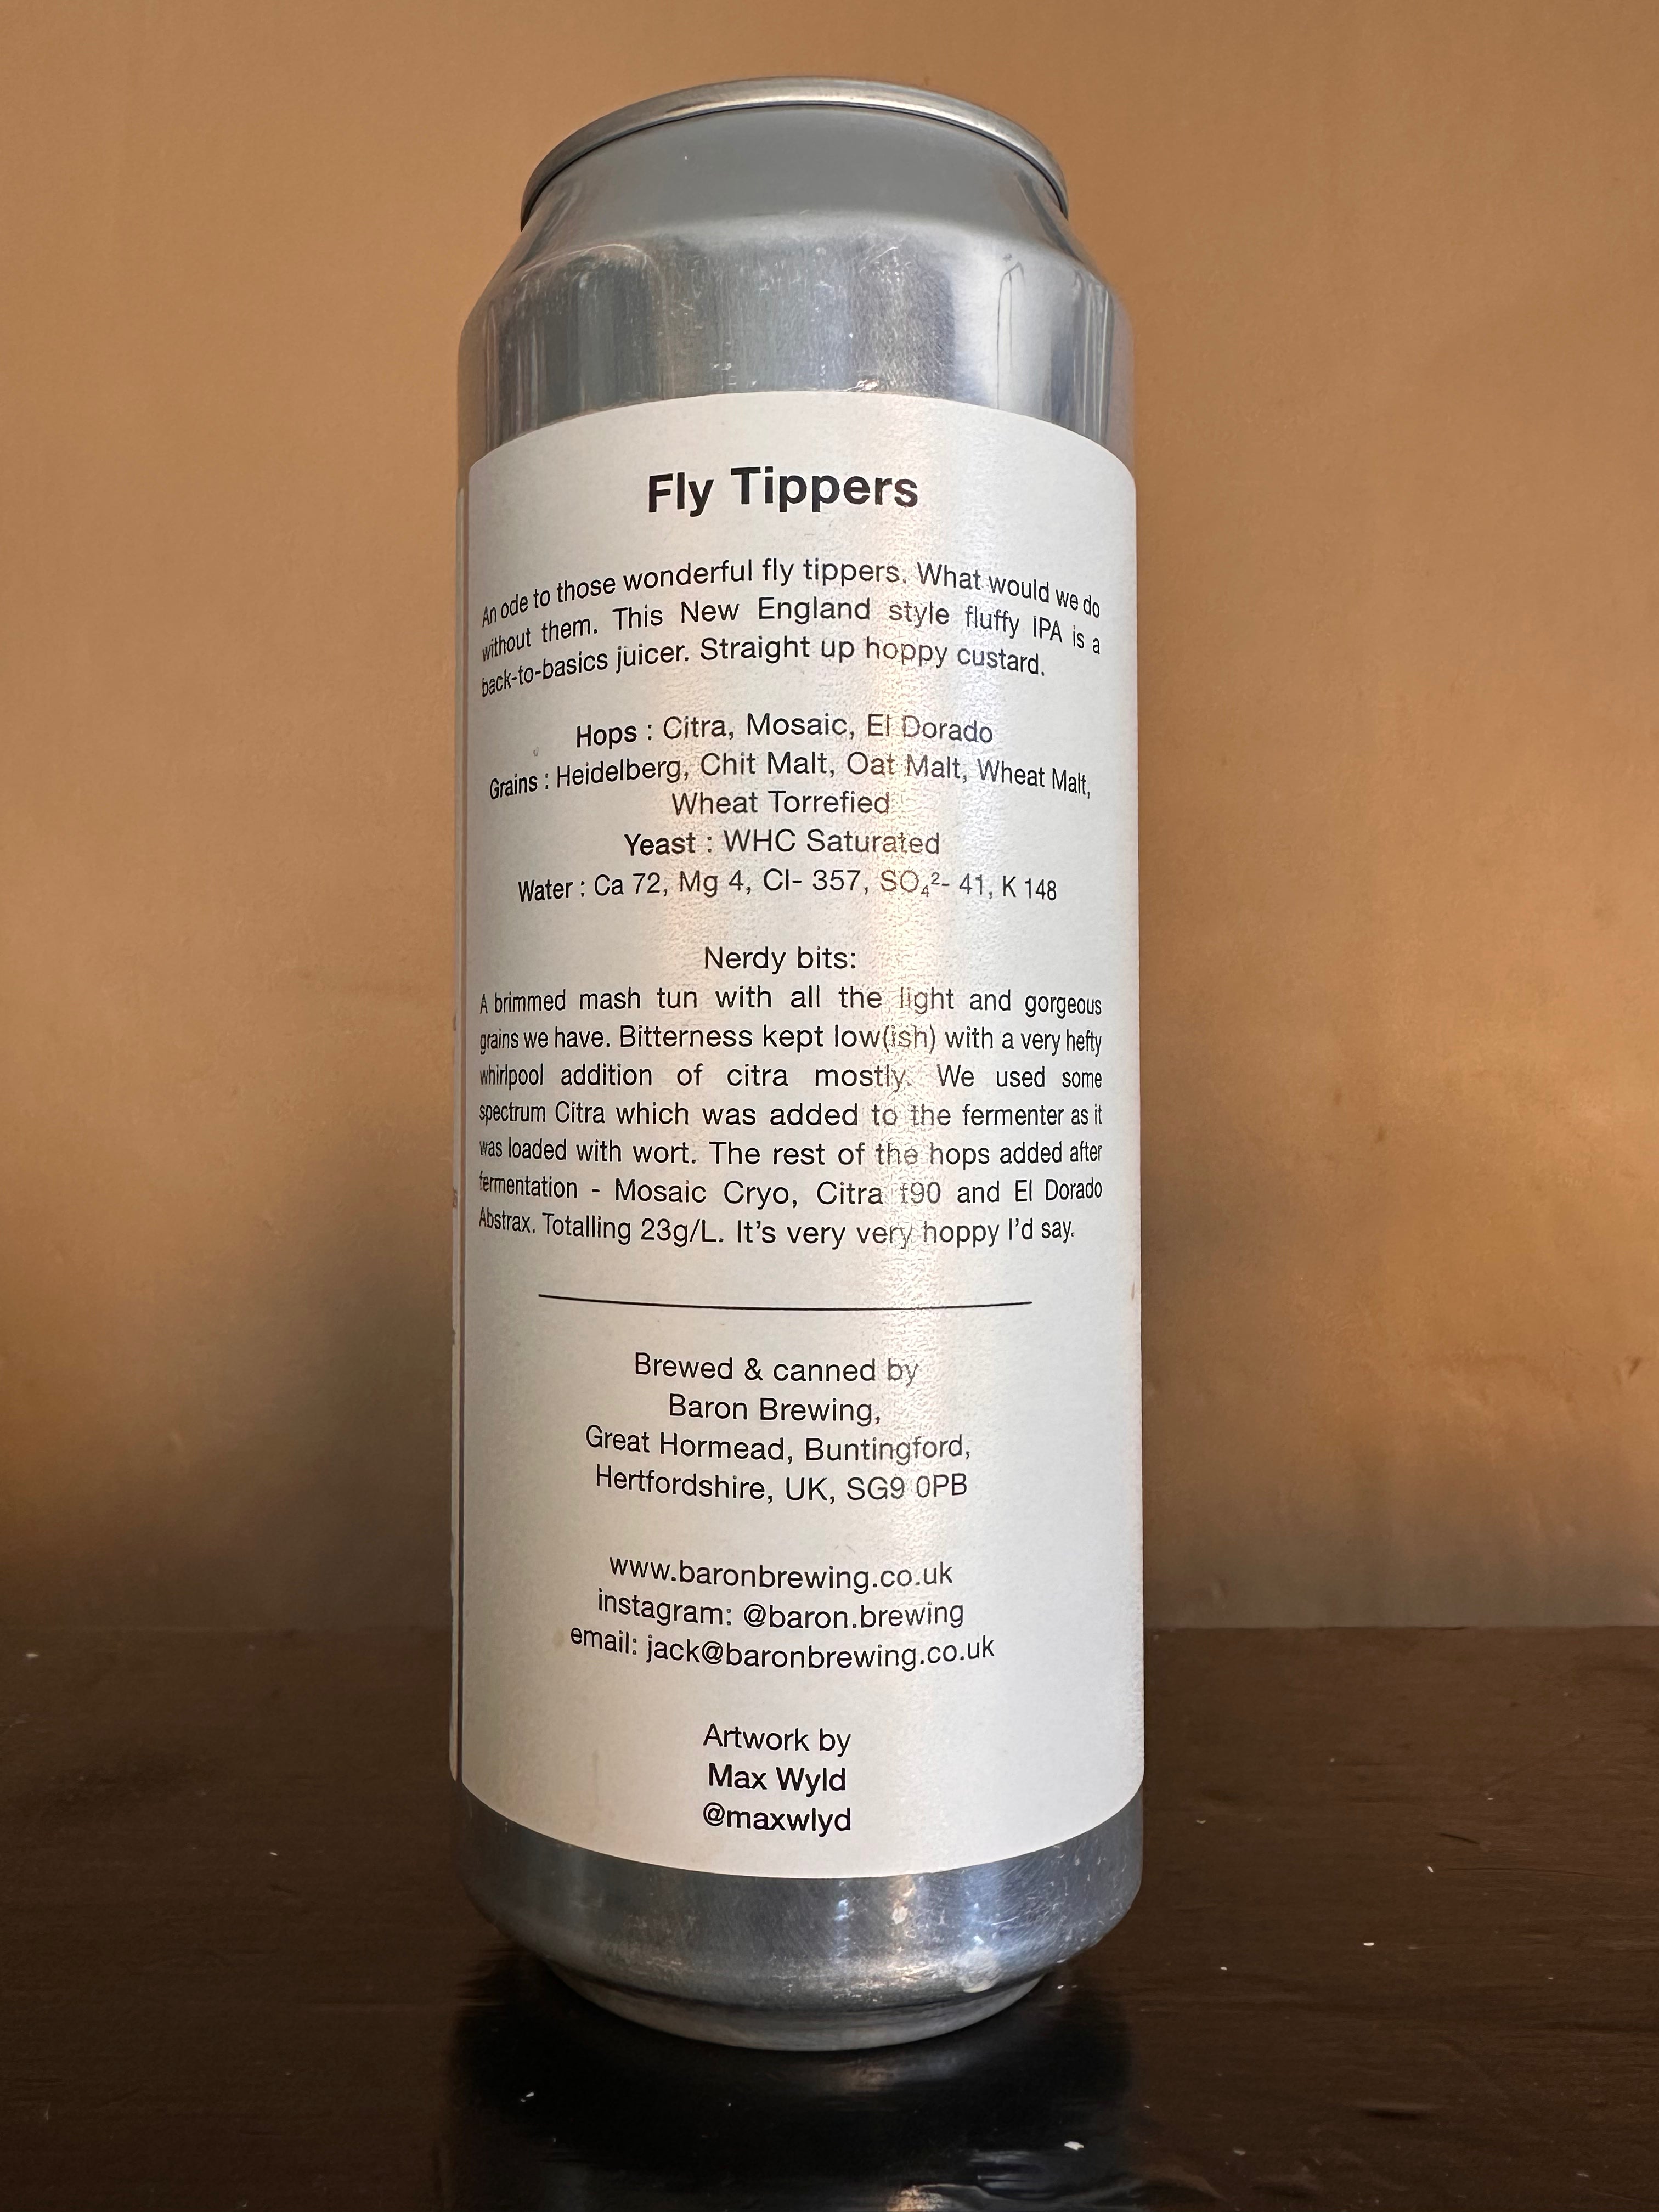 Fly Tippers
An ode to those wonderful fly tippers. What would we do
without them. This New England style fluffy IPA is a
back-to-basics juicer. Straight up hoppy custard.
Hops : Citra, Mosaic, El Dorado
Grains : Heidelberg, Chit Malt, Oat Malt, Wheat Malt,
Wheat Torrefied
Yeast : WHC Saturated
Water : Ca 72, Mg 4, Cl- 357, SO₄²- 41, K 148
Nerdy bits:
A brimmed mash tun with all the light and gorgeous
grains we have. Bitterness kept low(ish) with a very hefty
whirlpool addition of citra mostly. We used some
spectrum Citra which was added to the fermenter as it
was loaded with wort. The rest of the hops added after
fermentation - Mosaic Cryo, Citra t90 and El Dorado
Abstrax. Totalling 23g/L. It's very very hoppy I'd say.
Brewed & canned by
Baron Brewing,
Great Hormead, Buntingford,
Hertfordshire, UK, SG9 0PB
www.baronbrewing.co.uk
instagram: @baron.brewing
email: jack@baronbrewing.co.uk
Artwork by
Max Wyld
@maxwlyd